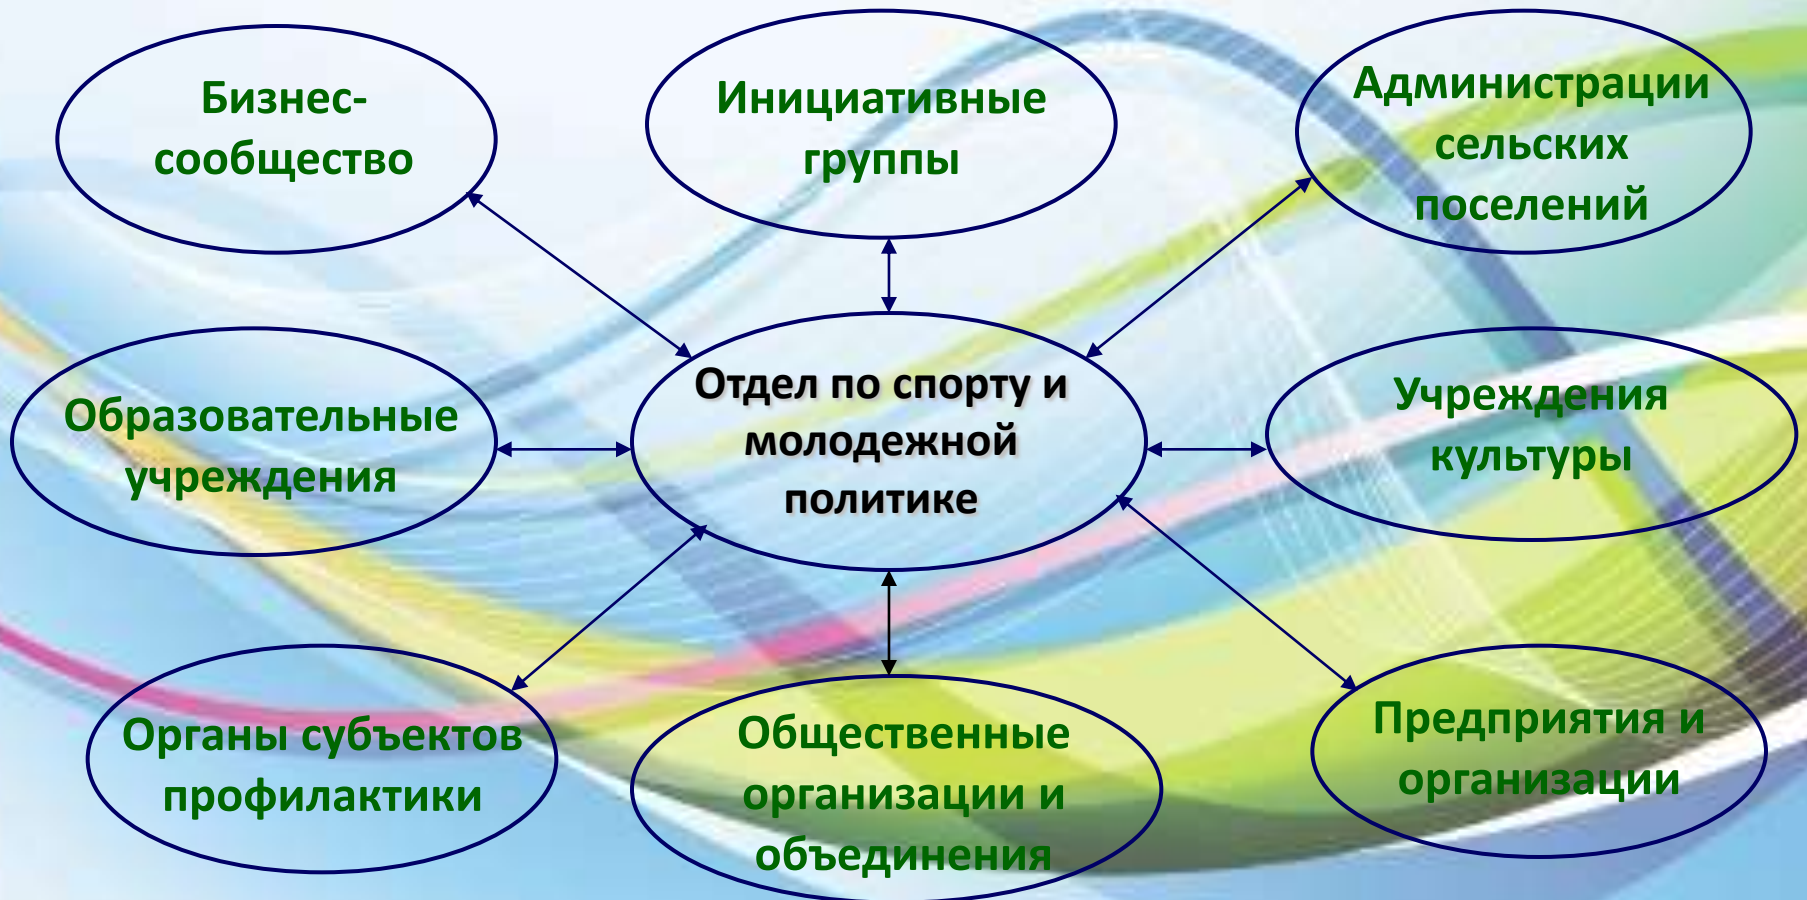 Бизнес-
сообщество
Инициативные
группы
Администрации
сельских
поселений
Образовательные
учреждения
Отдел по спорту и
молодежной
политике
Учреждения
культуры
Органы субъектов
профилактики
Общественные
организации и
объединения
Предприятия и
организации